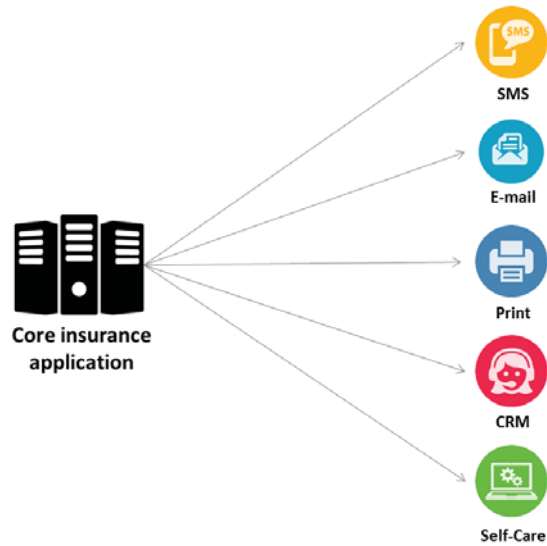 SMS
SMS
E-mail
Print
Core insurance
application
CRM
Self-Care